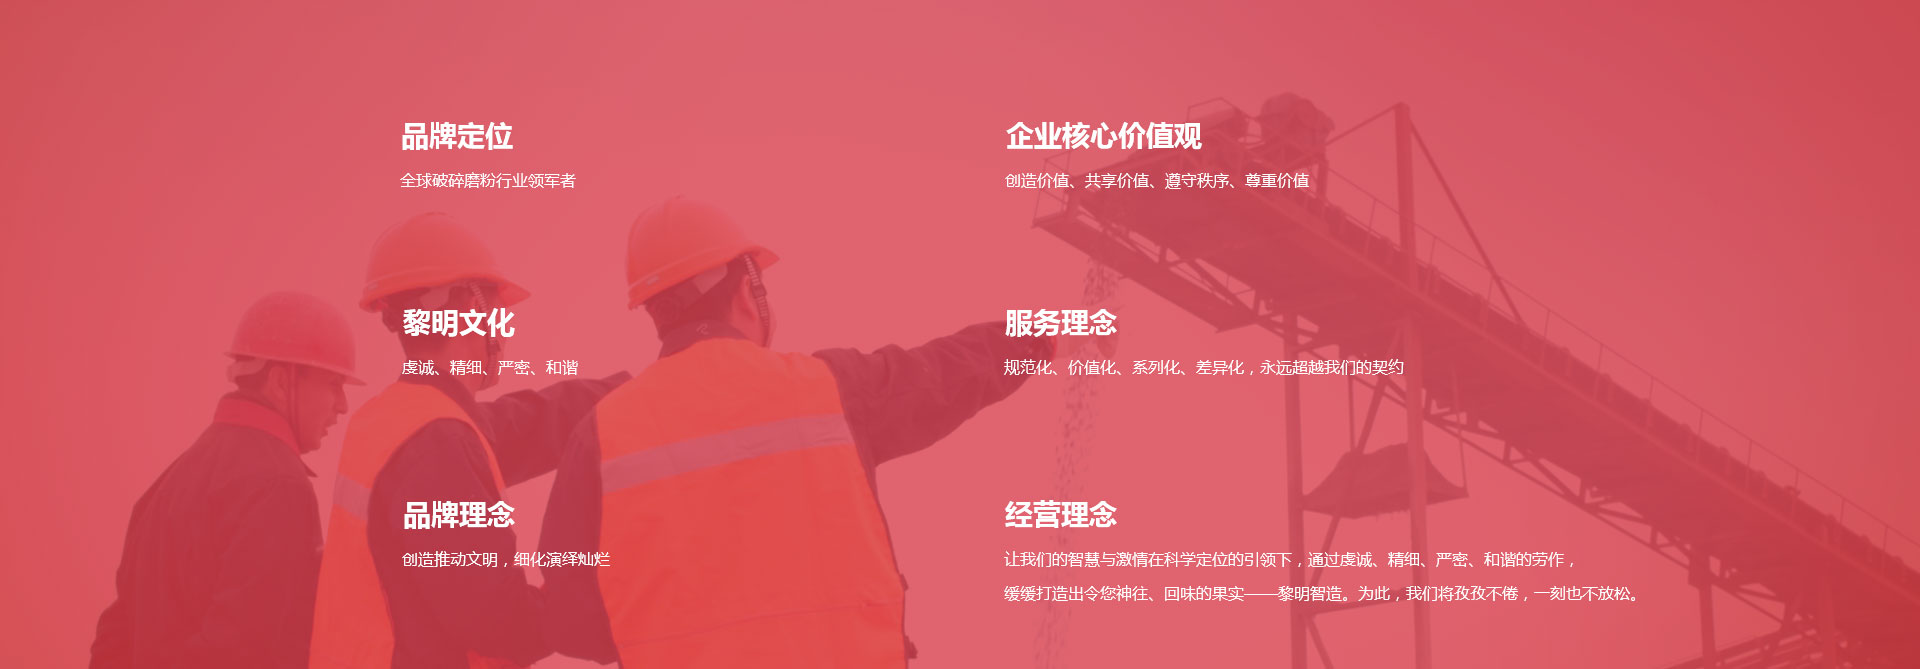 品牌定位
全球破碎磨粉行业领军者
企业核心价值观
创造价值、共享价值、遵守秩序、尊重价值
黎明文化
虔诚、精细、严密、和谐
服务理念
规范化、价值化、系列化、差异化，永远超越我们的契约
品牌理念
创造推动文明，细化演绎灿烂
经营理念
让我们的智慧与激情在科学定位的引领下，通过虔诚、精细、严密、和谐的劳作，
缓缓打造出令您神往、回味的果实——黎明智造。为此，我们将孜孜不倦，一刻也不放松。